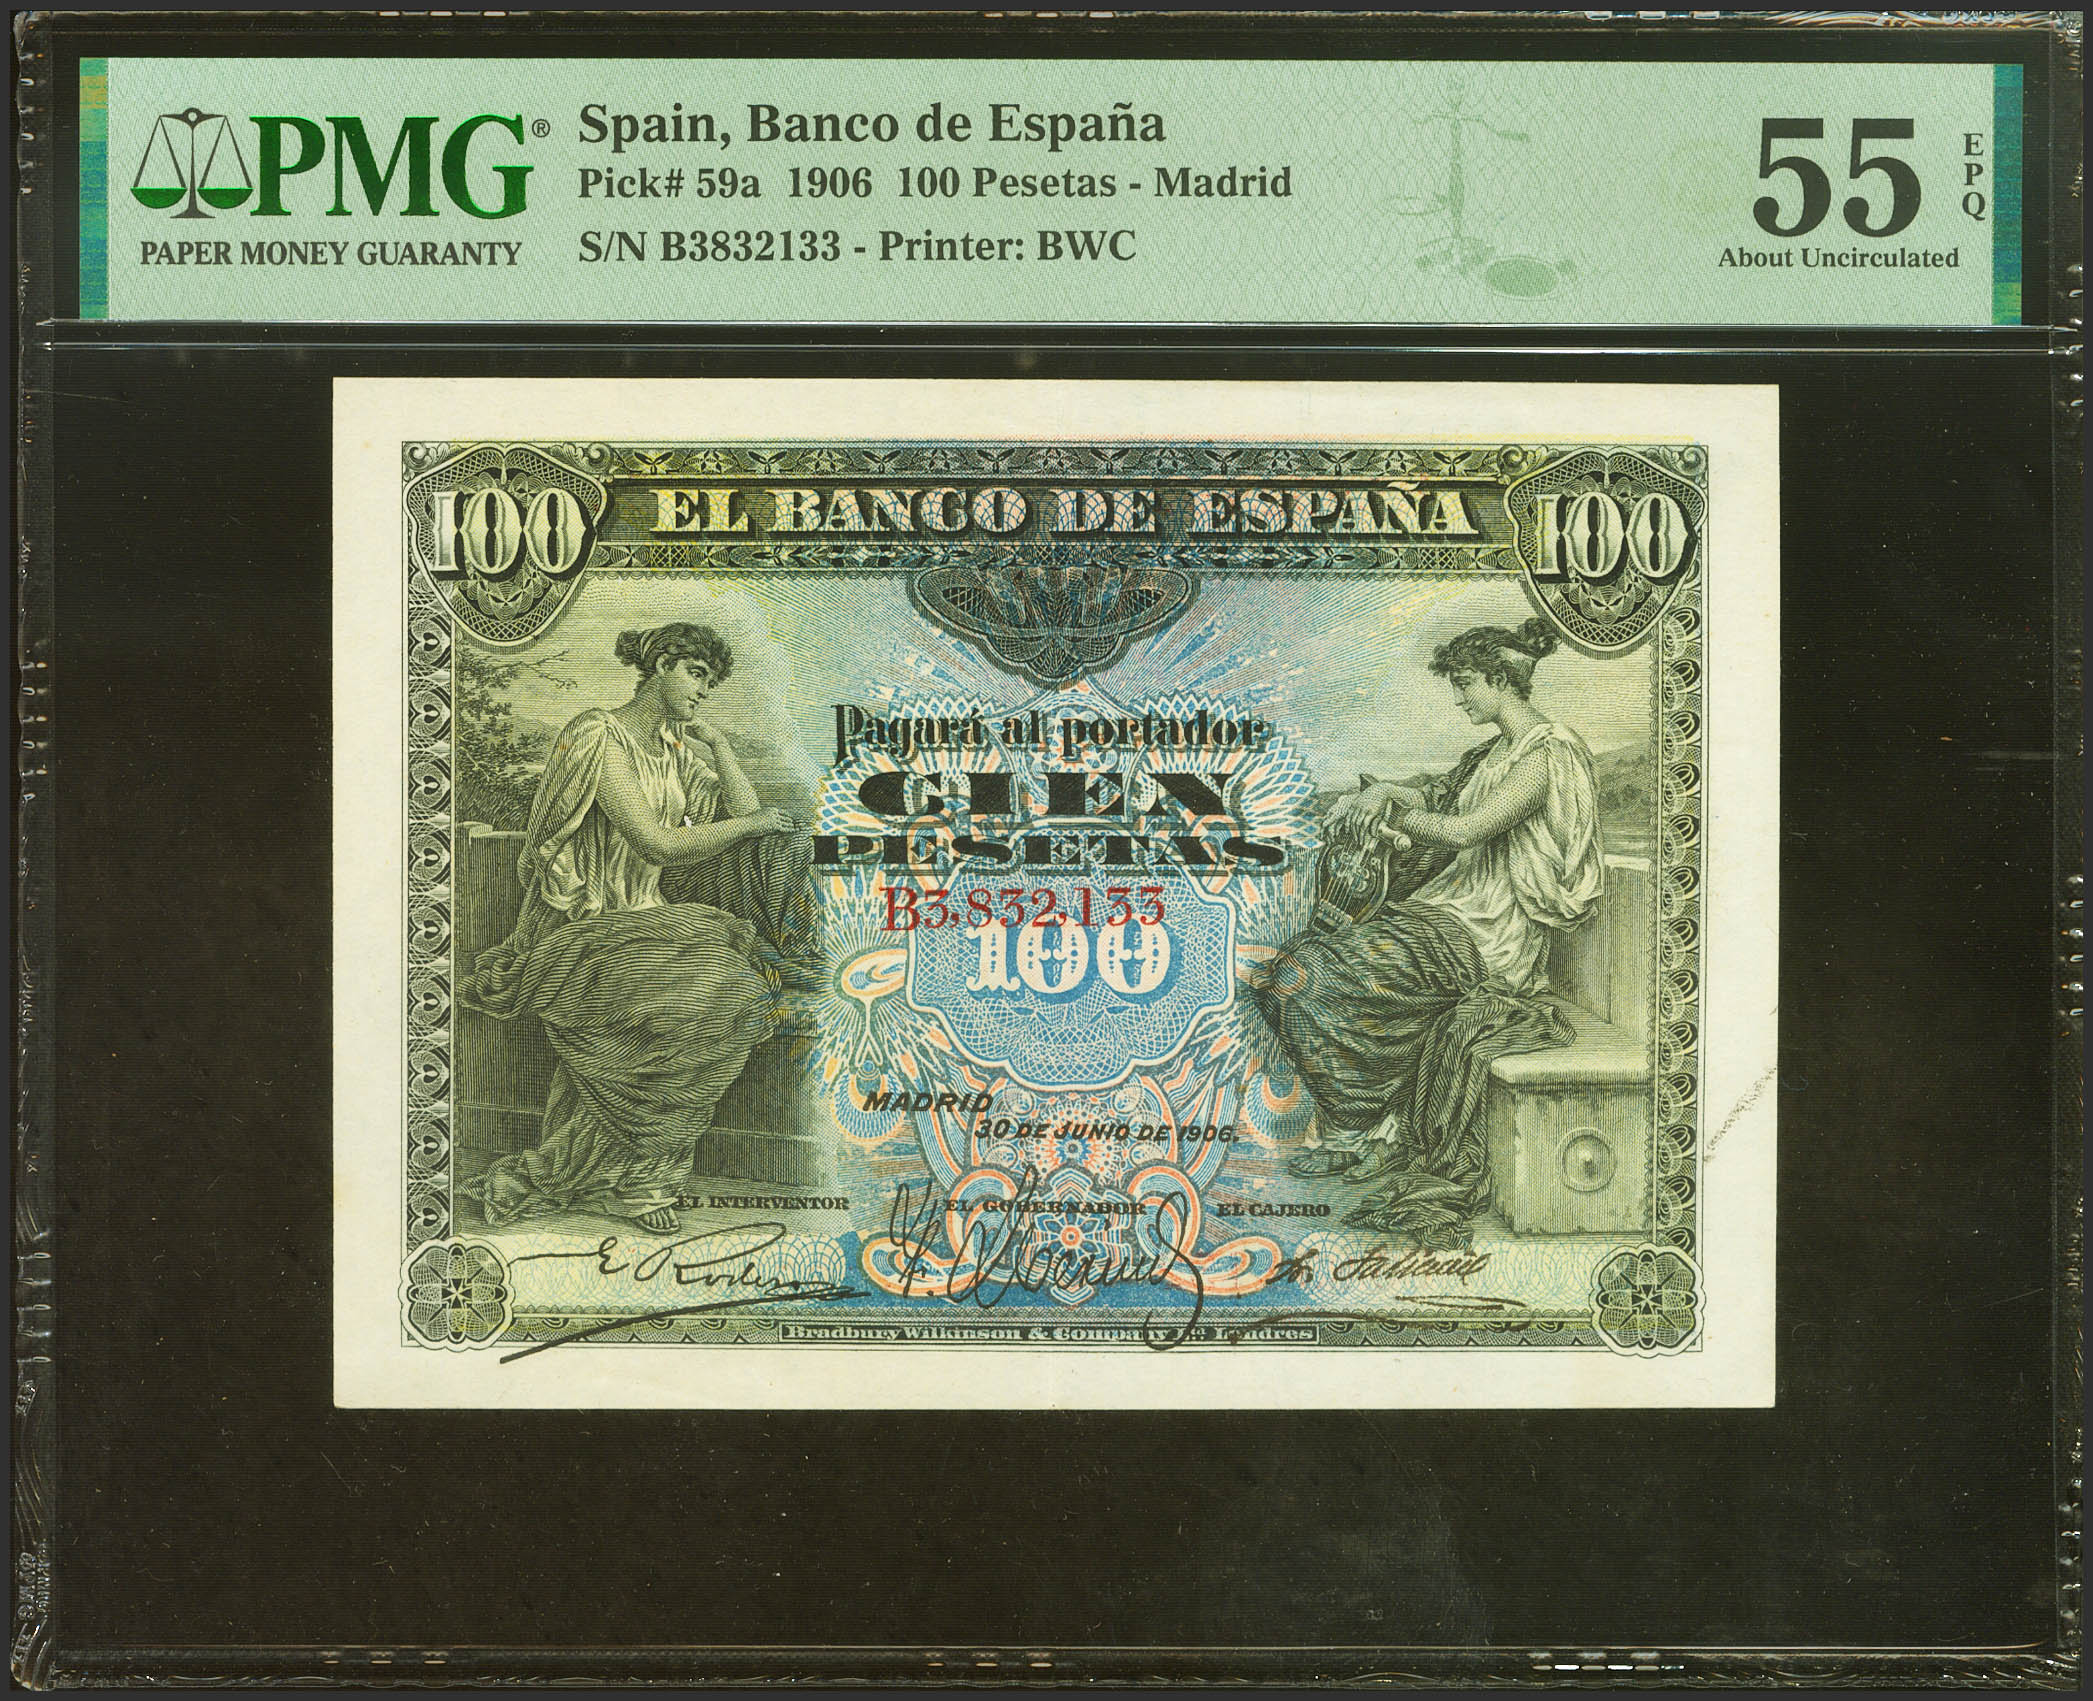 PMG®
PAPER MONEY GUARANTY
Spain, Banco de España
Pick# 59a 1906 100 Pesetas - Madrid
S/N B3832133 - Printer: BWC
55
EPQ
About Uncirculated
100 EL BANCO DE ESPAÑA 100
Pagará al portador
CIEN
PESETAS
B3,832,133
100
MADRID
30 DE JUNIO DE 1906.
EL INTERVENTOR EL GOBERNADOR EL CAJERO
Bradbury Wilkinson & Company Lda. Londres